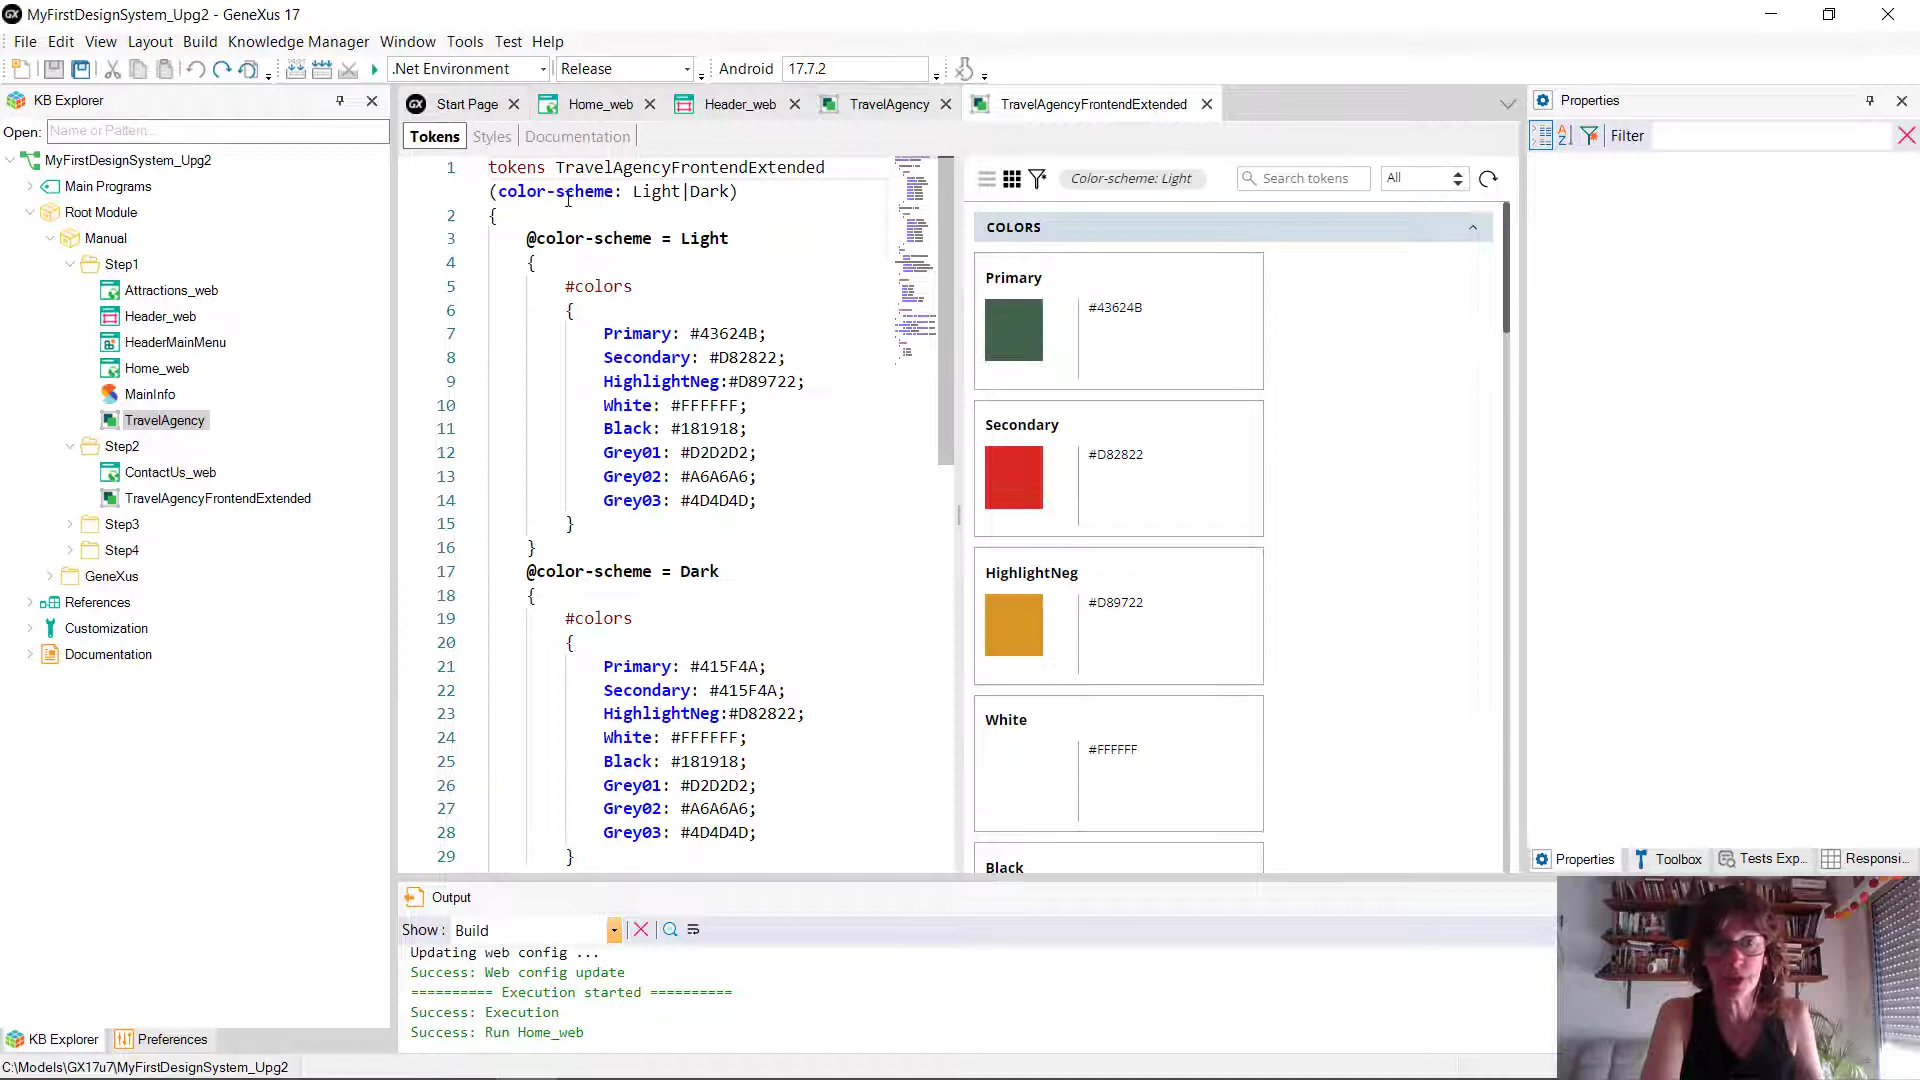 MyFirstDesignSystem_Upg2 - GeneXus 17
File Edit View Layout Build Knowledge Manager Window Tools Test Help
.Net Environment Release Android 17.7.2
KB Explorer
Open: Name or Pattern...
MyFirstDesignSystem_Upg2
Main Programs
Root Module
Manual
Step1
Attractions_web
Header_web
HeaderMainMenu
Home_web
MainInfo
TravelAgency
Step2
ContactUs_web
TravelAgencyFrontendExtended
Step3
Step4
GeneXus
References
Customization
Documentation
KB Explorer Preferences
Start Page Home_web Header_web TravelAgency TravelAgencyFrontendExtended
Tokens Styles Documentation
1 tokens TravelAgencyFrontendExtended
(color-scheme: Light|Dark)
2 {
3 @color-scheme = Light
4 {
5 #colors
6 {
7 Primary: #43624B;
8 Secondary: #D82822;
9 HighlightNeg:#D89722;
10 White: #FFFFFF;
11 Black: #181918;
12 Grey01: #D2D2D2;
13 Grey02: #A6A6A6;
14 Grey03: #4D4D4D;
15 }
16 }
17 @color-scheme = Dark
18 {
19 #colors
20 {
21 Primary: #415F4A;
22 Secondary: #415F4A;
23 HighlightNeg:#D82822;
24 White: #FFFFFF;
25 Black: #181918;
26 Grey01: #D2D2D2;
27 Grey02: #A6A6A6;
28 Grey03: #4D4D4D;
29 }
Color-scheme: Light Search tokens All
COLORS
Primary
#43624B
Secondary
#D82822
HighlightNeg
#D89722
White
#FFFFFF
Black
Properties
Filter
Properties Toolbox Tests Exp... Responsi...
Output
Show: Build
Updating web config ...
Success: Web config update
========== Execution started ==========
Success: Execution
Success: Run Home_web
C:\Models\GX17u7\MyFirstDesignSystem_Upg2